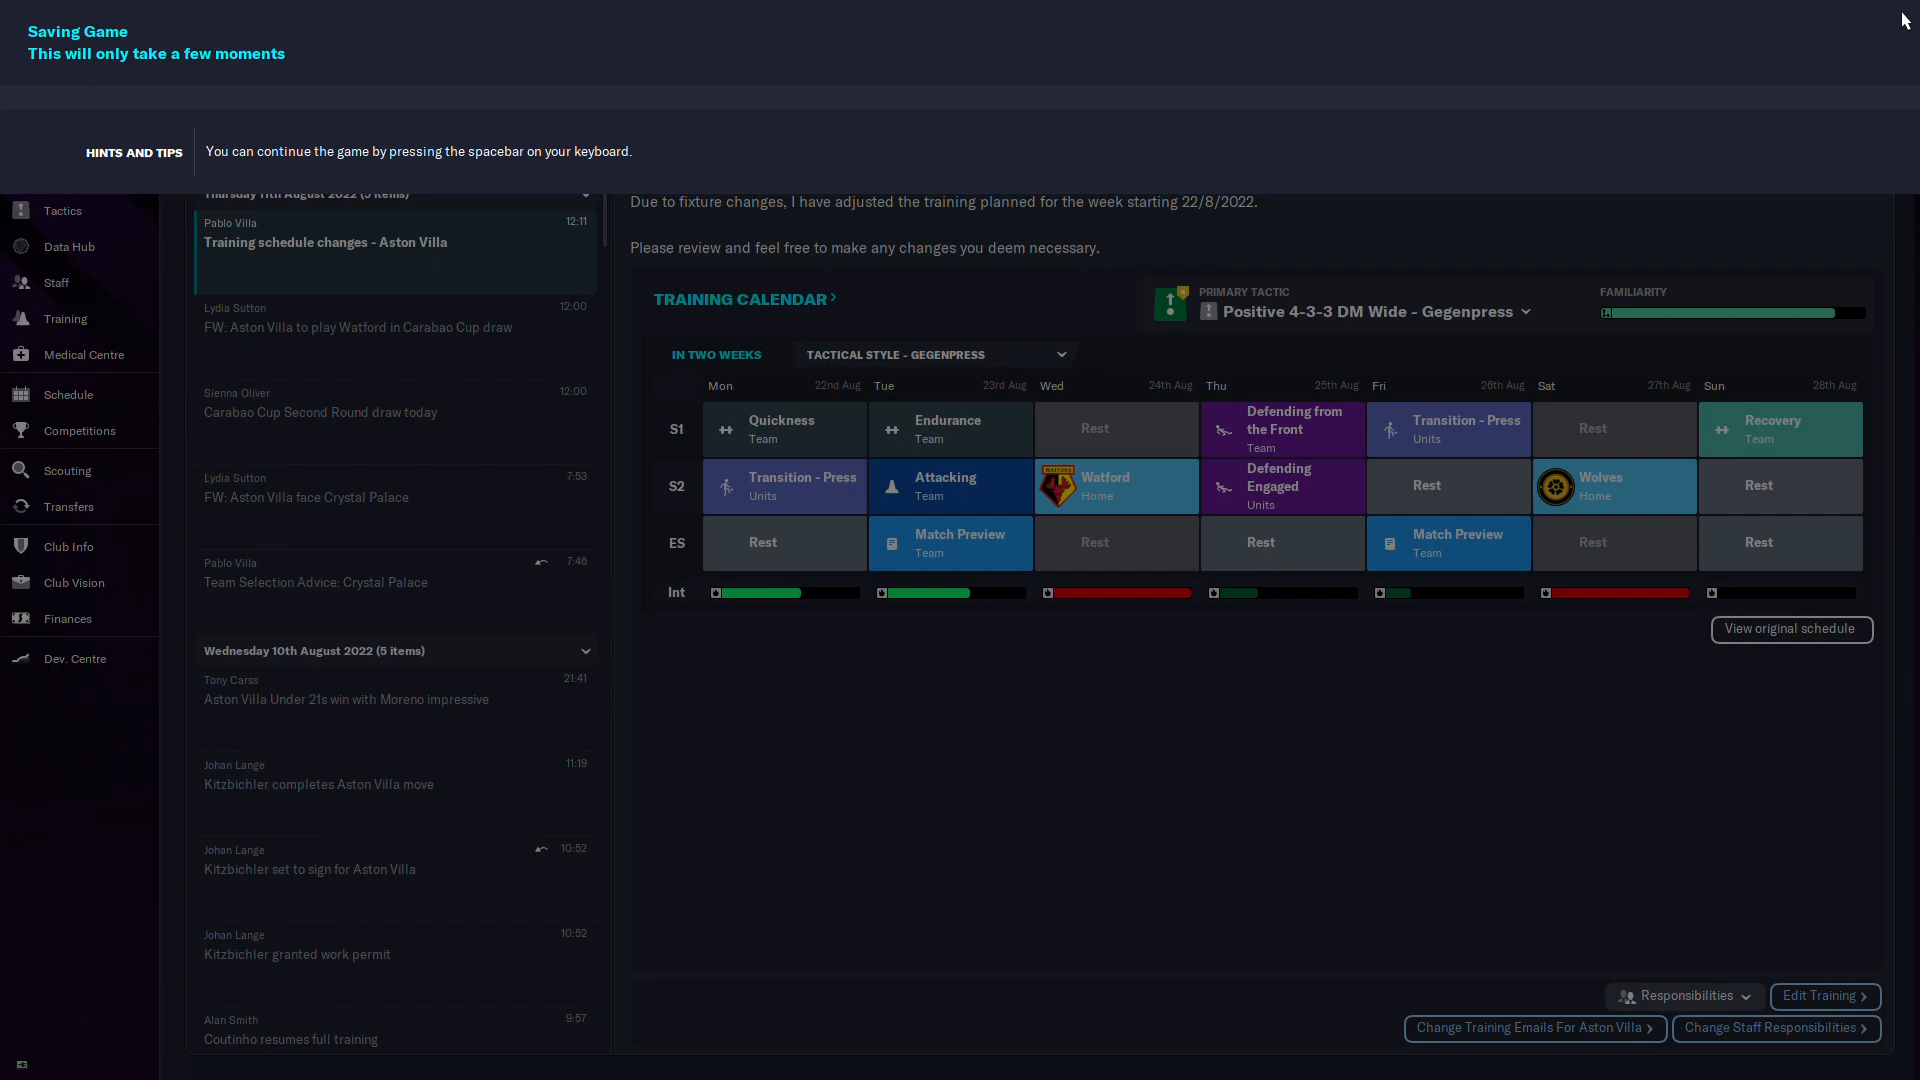 Saving Game
This will only take a few moments
HINTS AND TIPS
You can continue the game by pressing the spacebar on your keyboard.
Tactics
Data Hub
Staff
Training
Medical Centre
Schedule
Competitions
Scouting
Transfers
Club Info
Club Vision
Finances
Dev. Centre
Thursday 11th August 2022 (5 items)
Pablo Villa 12:11
Training schedule changes - Aston Villa
Lydia Sutton 12:00
FW: Aston Villa to play Watford in Carabao Cup draw
Sienna Oliver 12:00
Carabao Cup Second Round draw today
Lydia Sutton 7:53
FW: Aston Villa face Crystal Palace
Pablo Villa 7:46
Team Selection Advice: Crystal Palace
Wednesday 10th August 2022 (5 items)
Tony Carss 21:41
Aston Villa Under 21s win with Moreno impressive
Johan Lange 11:19
Kitzbichler completes Aston Villa move
Johan Lange 10:52
Kitzbichler set to sign for Aston Villa
Johan Lange 10:52
Kitzbichler granted work permit
Alan Smith 9:57
Coutinho resumes full training
Due to fixture changes, I have adjusted the training planned for the week starting 22/8/2022.
Please review and feel free to make any changes you deem necessary.
TRAINING CALENDAR
PRIMARY TACTIC
Positive 4-3-3 DM Wide - Gegenpress
FAMILIARITY
IN TWO WEEKS
TACTICAL STYLE - GEGENPRESS
Mon 22nd Aug Tue 23rd Aug Wed 24th Aug Thu 25th Aug Fri 26th Aug Sat 27th Aug Sun 28th Aug
S1
Quickness
Team
Endurance
Team
Rest
Defending from
the Front
Team
Transition - Press
Units
Rest
Recovery
Team
S2
Transition - Press
Units
Attacking
Team
WATFORD
Watford
Home
Defending
Engaged
Units
Rest
Wolves
Home
Rest
ES
Rest
Match Preview
Team
Rest
Rest
Match Preview
Team
Rest
Rest
Int
View original schedule
Responsibilities
Edit Training
Change Training Emails For Aston Villa
Change Staff Responsibilities